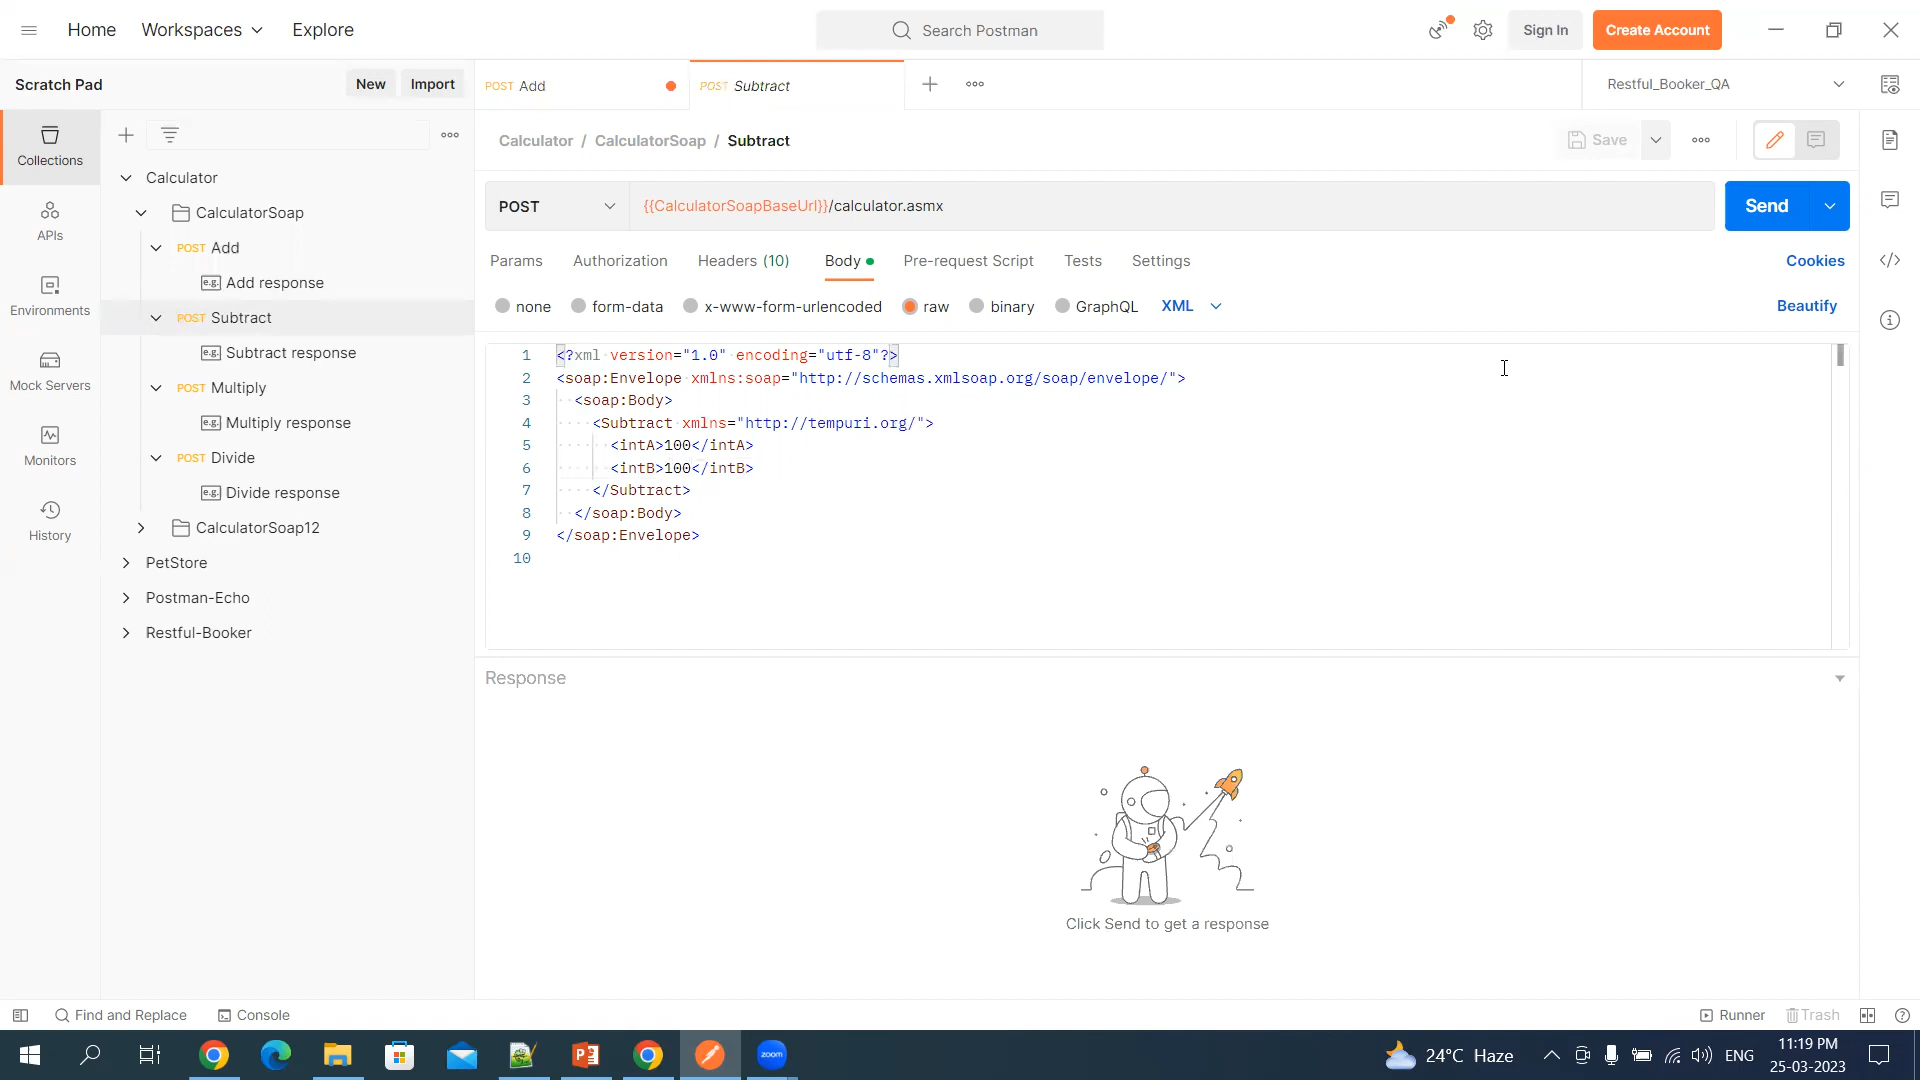 Home Workspaces Explore Search Postman Sign In Create Account
Scratch Pad New Import POST Add POST Subtract Restful_Booker_QA
Collections
Calculator / CalculatorSoap / Subtract Save
Calculator
POST {{CalculatorSoapBaseUrl}}/calculator.asmx Send
CalculatorSoap
APIs
POST Add
Params Authorization Headers (10) Body Pre-request Script Tests Settings Cookies
e.g. Add response
Environments
none form-data x-www-form-urlencoded raw binary GraphQL XML Beautify
POST Subtract
e.g. Subtract response
Mock Servers
POST Multiply
e.g. Multiply response
Monitors
POST Divide
e.g. Divide response
History
CalculatorSoap12
PetStore
Postman-Echo
Restful-Booker
1 <?xml version="1.0" encoding="utf-8"?>
2 <soap:Envelope xmlns:soap="http://schemas.xmlsoap.org/soap/envelope/">
3 <soap:Body>
4 <Subtract xmlns="http://tempuri.org/">
5 <intA>100</intA>
6 <intB>100</intB>
7 </Subtract>
8 </soap:Body>
9 </soap:Envelope>
10
Response
Click Send to get a response
Find and Replace Console Runner Trash
zoom
24°C Haze ENG
11:19 PM
25-03-2023